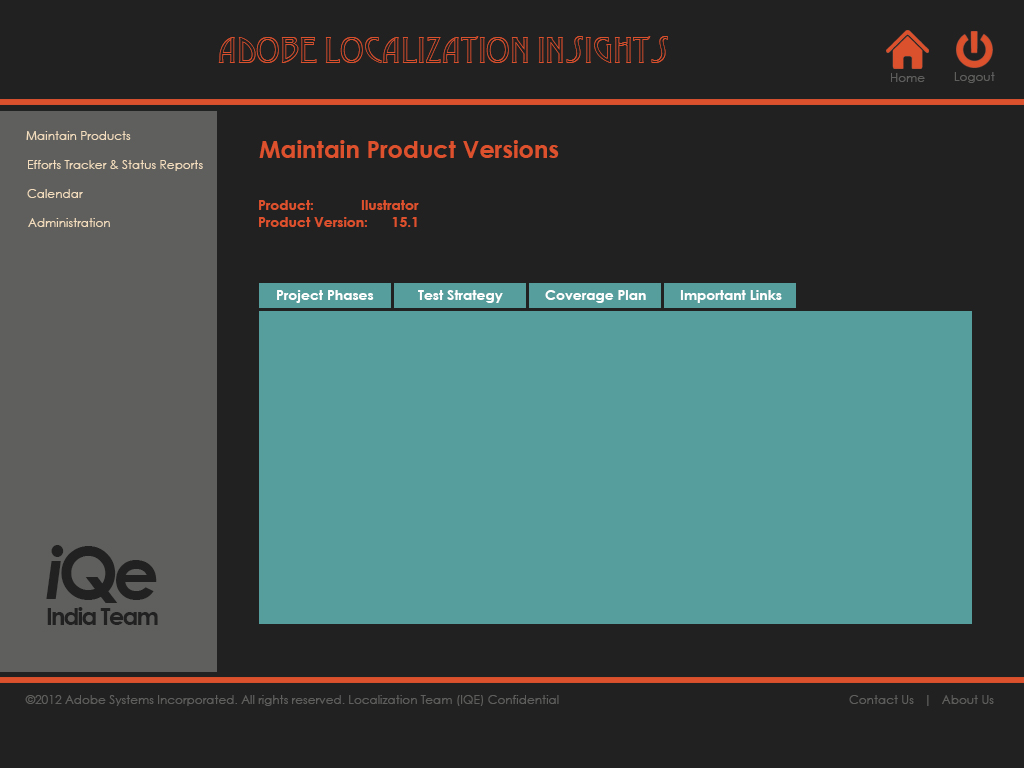 ADOBE LOCALIZATION INSIGHTS
Home
Logout
Maintain Products
Efforts Tracker & Status Reports
Calendar
Administration
iQe
India Team
Maintain Product Versions
Product: llustrator
Product Version: 15.1
Project Phases
Test Strategy
Coverage Plan
Important Links
©2012 Adobe Systems Incorporated. All rights reserved. Localization Team (IQE) Confidential
Contact Us | About Us